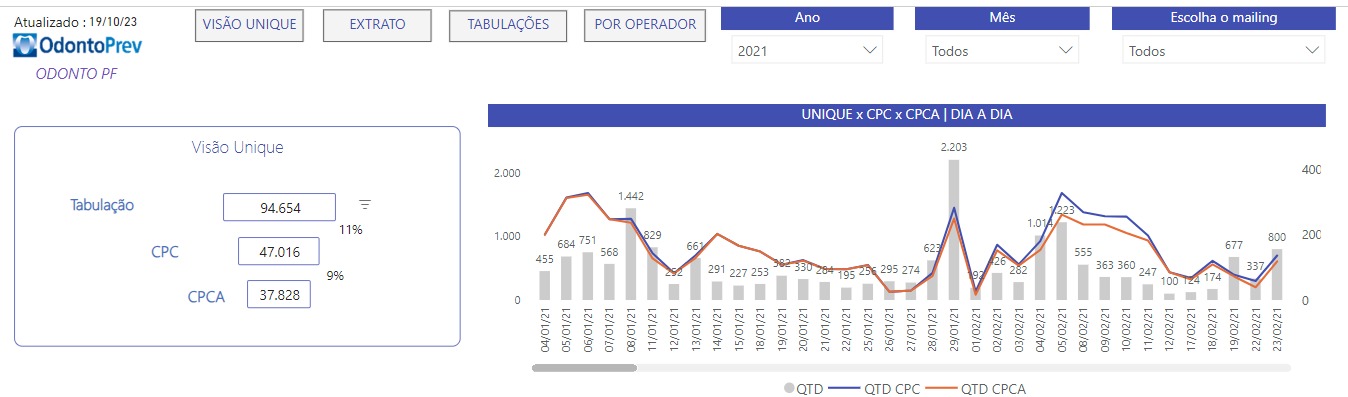 Atualizado : 19/10/23
OdontoPrev
ODONTO PF
VISÃO UNIQUE
EXTRATO
TABULAÇÕES
POR OPERADOR
Ano
2021
Mês
Todos
Escolha o mailing
Todos
Visão Unique
Tabulação
94.654
11%
CPC
47.016
9%
CPCA
37.828
UNIQUE x CPC x CPCA | DIA A DIA
2.000
1.000
0
400
200
0
455 684 751 568 1.442 829 252 661 291 227 253 382 330 284 195 256 295 274 623 2.203 192 426 282 1.014 1.223 555 363 360 247 100 124 174 677 337 800
04/01/21 05/01/21 06/01/21 07/01/21 08/01/21 11/01/21 12/01/21 13/01/21 14/01/21 15/01/21 18/01/21 19/01/21 20/01/21 21/01/21 22/01/21 25/01/21 26/01/21 27/01/21 28/01/21 29/01/21 01/02/21 02/02/21 03/02/21 04/02/21 05/02/21 08/02/21 09/02/21 10/02/21 11/02/21 12/02/21 17/02/21 18/02/21 19/02/21 22/02/21 23/02/21
QTD QTD CPC QTD CPCA